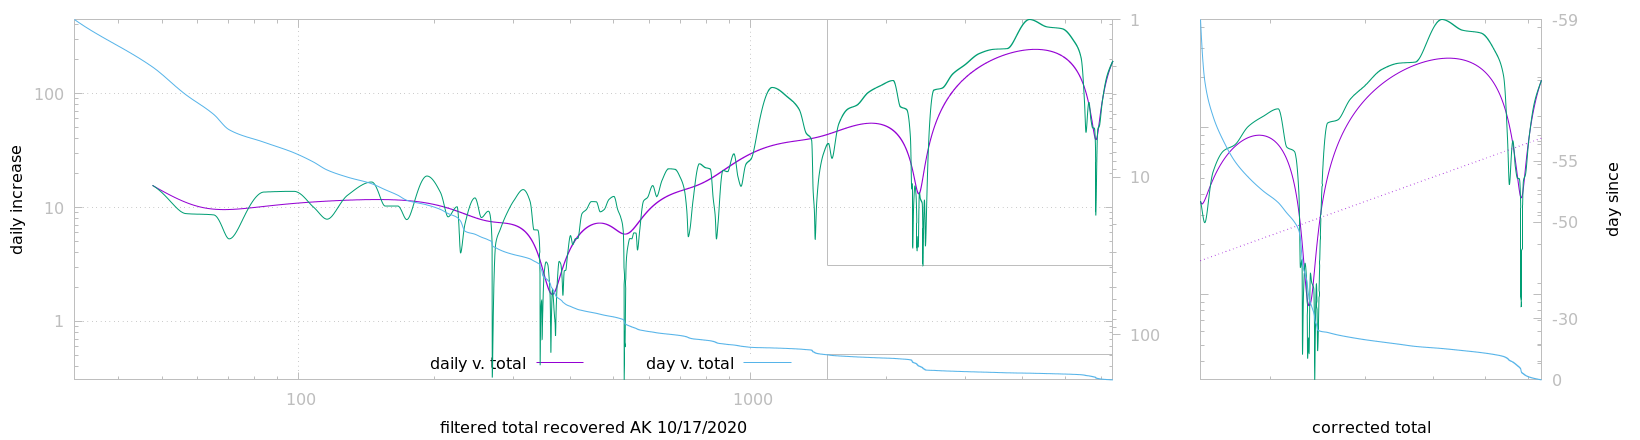 daily increase
100
10
1
100
1000
1
10
100
daily v. total
day v. total
filtered total recovered AK 10/17/2020
-59
-55
-50
-30
0
day since
corrected total